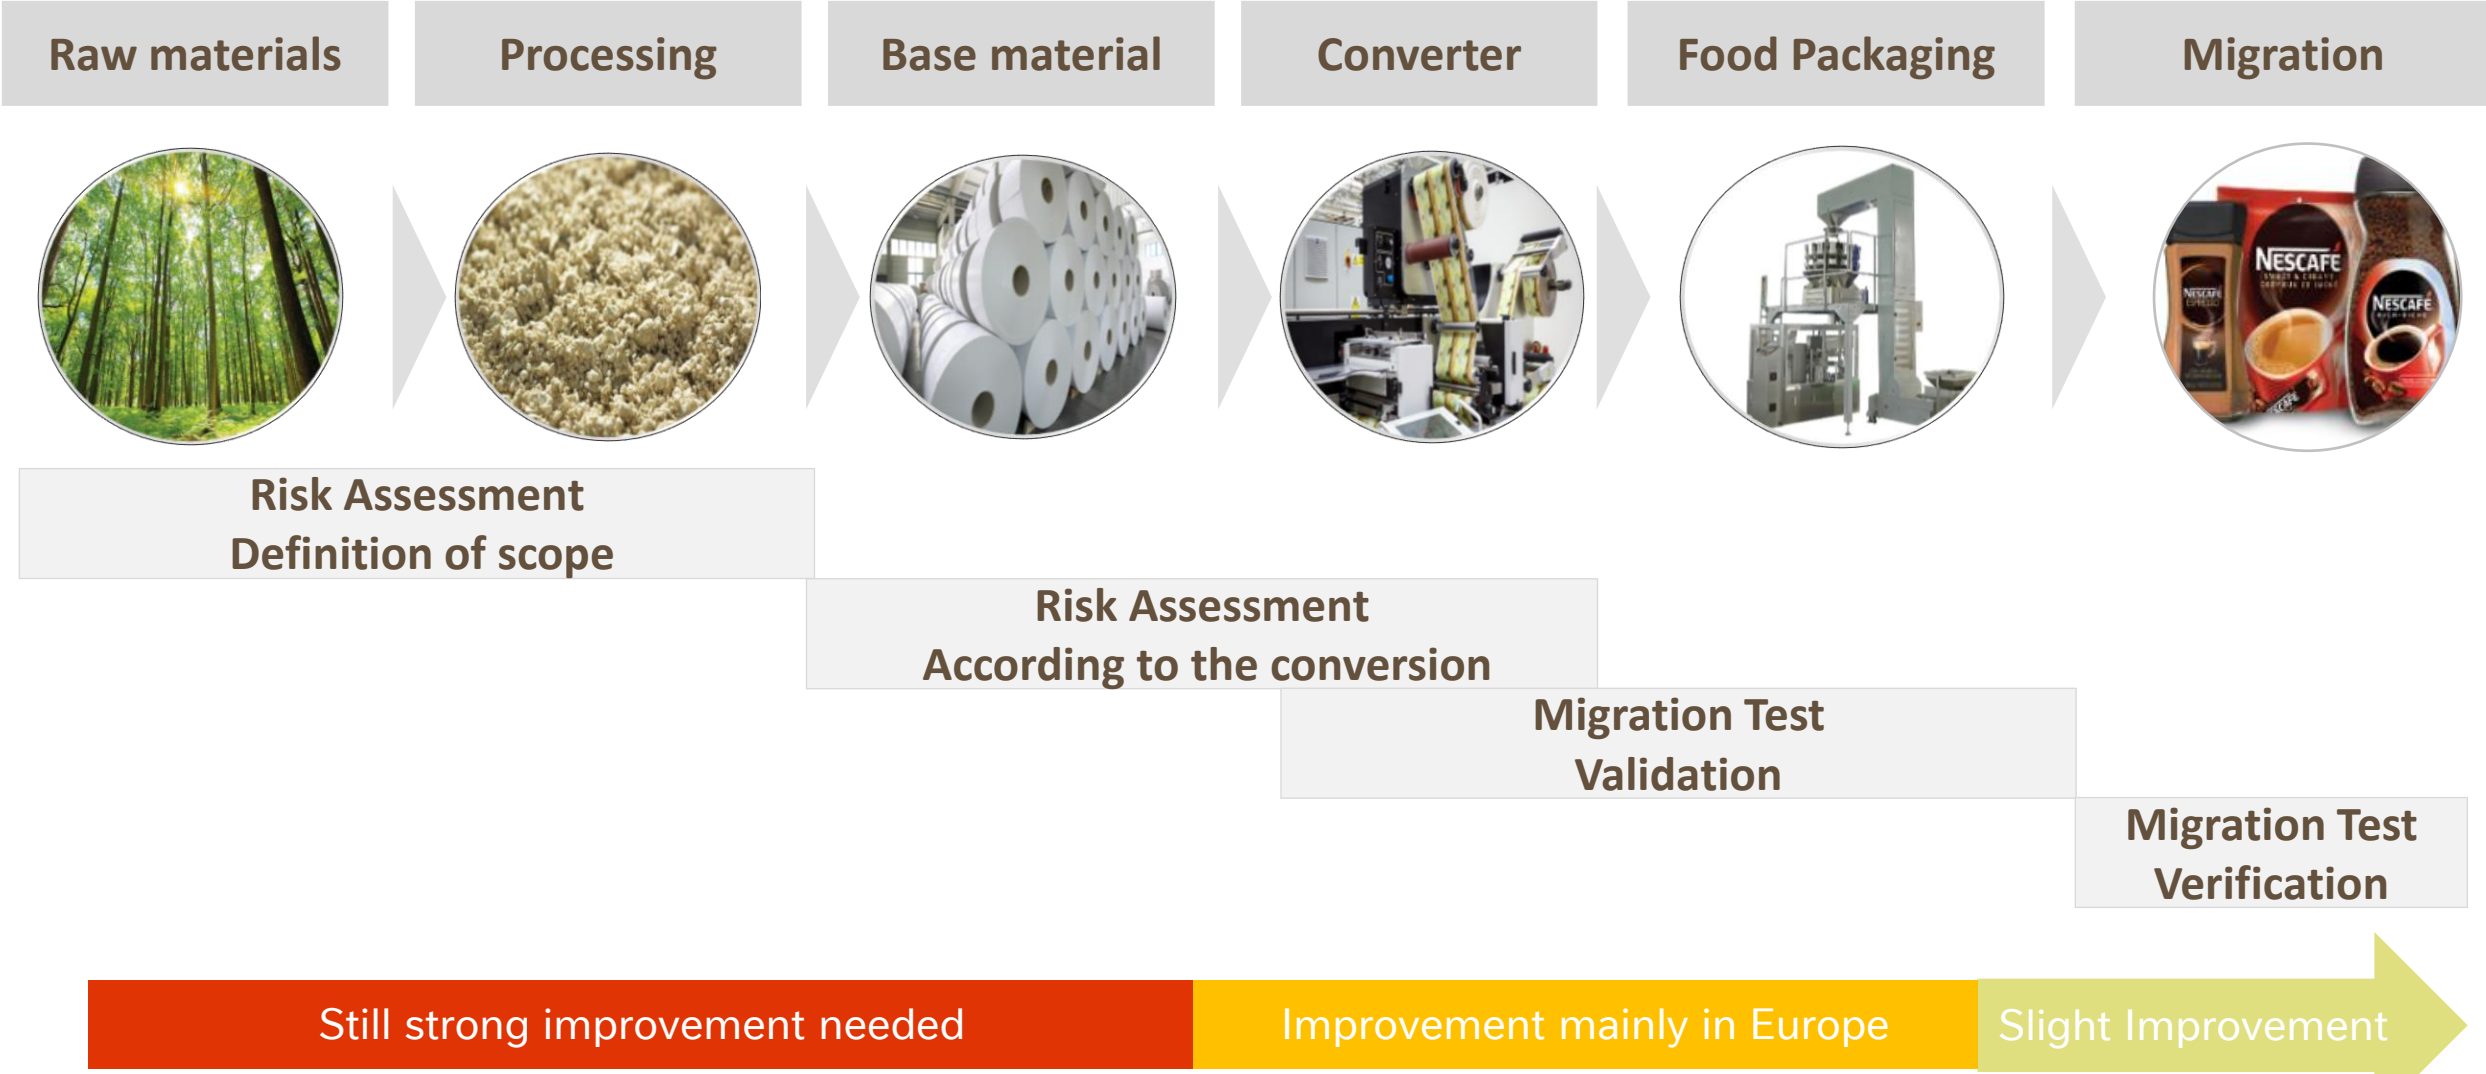 Raw materials
Processing
Base material
Converter
Food Packaging
Migration
NESCAFÉ
NESCAFÉ
NESCAFÉ
Risk Assessment
Definition of scope
Risk Assessment
According to the conversion
Migration Test
Validation
Migration Test
Verification
Still strong improvement needed
Improvement mainly in Europe
Slight Improvement